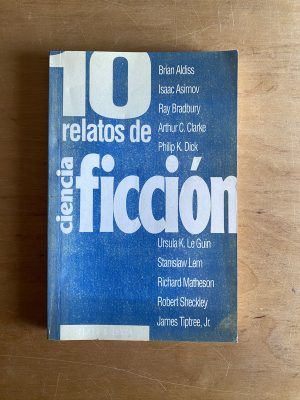 10
relatos de
ciencia
ficción
Brian Aldiss
Isaac Asimov
Ray Bradbury
Arthur C. Clarke
Philip K. Dick
Ursula K. Le Guin
Stanislaw Lem
Richard Matheson
Robert Sheckley
James Tiptree, Jr.